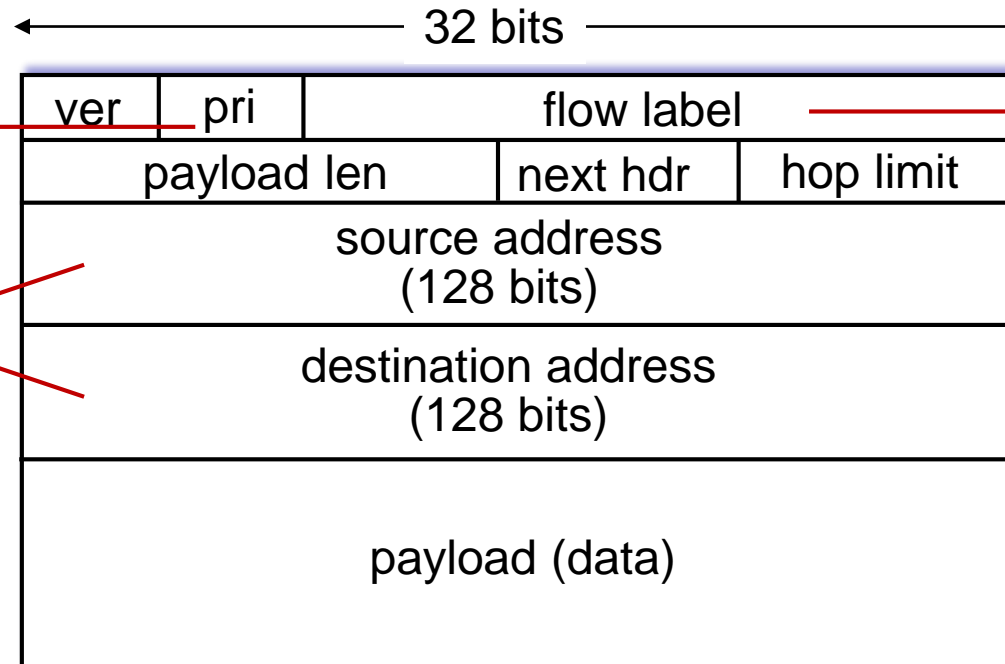 32 bits
ver pri flow label
payload len next hdr hop limit
source address
(128 bits)
destination address
(128 bits)
payload (data)